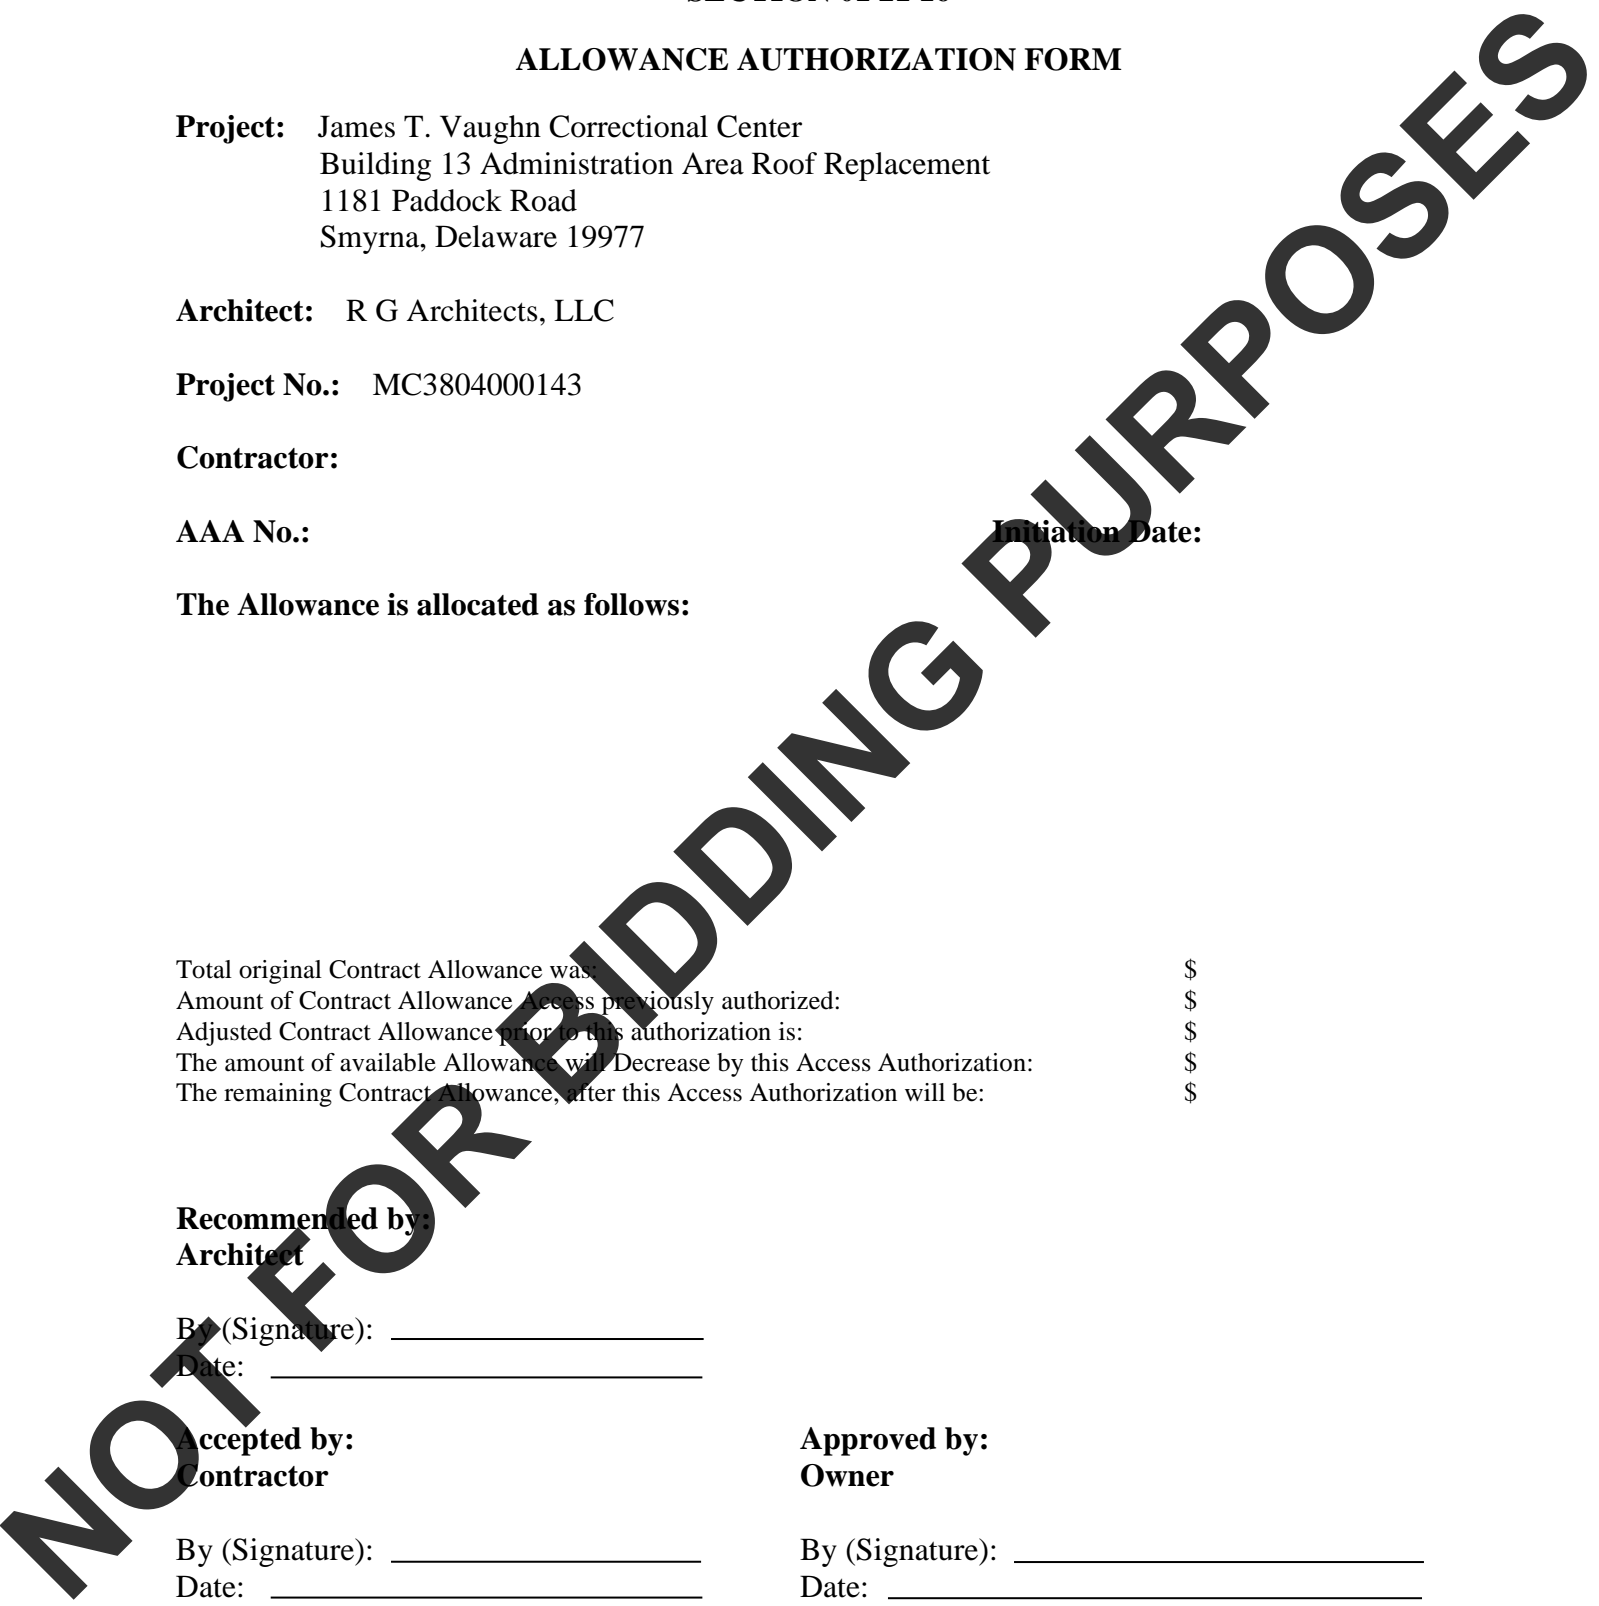 ALLOWANCE AUTHORIZATION FORM
Project: James T. Vaughn Correctional Center
Building 13 Administration Area Roof Replacement
1181 Paddock Road
Smyrna, Delaware 19977
Architect: R G Architects, LLC
Project No.: MC3804000143
Contractor:
AAA No.: Initiation Date:
The Allowance is allocated as follows:
Total original Contract Allowance was: $
Amount of Contract Allowance Access previously authorized: $
Adjusted Contract Allowance prior to this authorization is: $
The amount of available Allowance will Decrease by this Access Authorization: $
The remaining Contract Allowance, after this Access Authorization will be: $
Recommended by:
Architect
By (Signature):
Date:
Accepted by: Approved by:
Contractor Owner
By (Signature): By (Signature):
Date: Date:
NOT FOR BIDDING PURPOSES